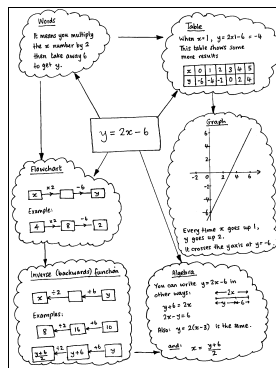 Words
It means you multiply
the x number by 2
then take away 6
to get y.
Table
When x=1, y=2x1-6=-4
This table shows some
more results
x 0 1 2 3 4 5
y -6 -4 -2 0 2 4
y=2x-6
Graph
6
4
2
2 4 6
-2
-4
-6
Every time x goes up 1,
y goes up 2.
It crosses the y axis at y=-6.
Flowchart
×2 -6
x y
Example:
×2 -6
4 8 2
Inverse (backwards) function
÷2 +6
x y
Examples:
÷2 +6
8 16 10
÷2 +6
y+6/2 y+6 y
Algebra
You can write y=2x-6 in
other ways:
y+6=2x
2x-y=6
2x
y 6
Also: y=2(x-3) is the same.
and: x = y+6/2